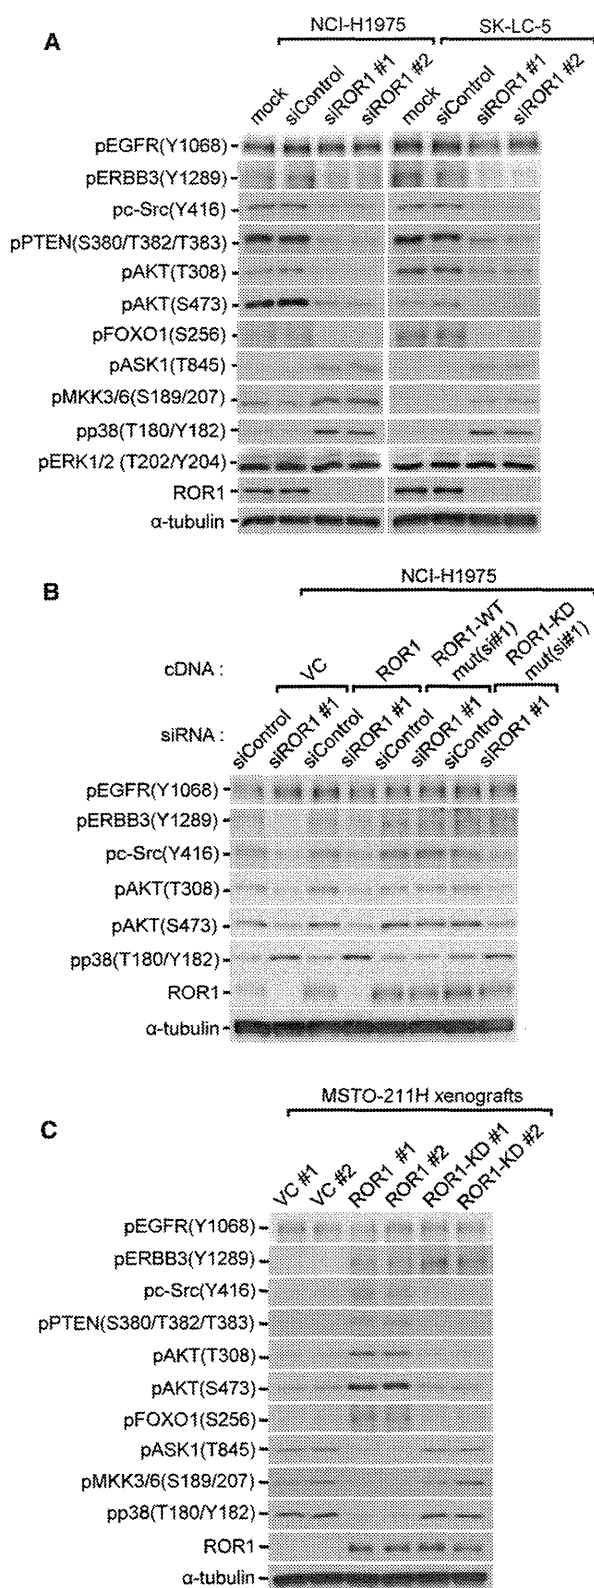 A
NCI-H1975
SK-LC-5
mock
siControl
siROR1 #1
siROR1 #2
mock
siControl
siROR1 #1
siROR1 #2
pEGFR(Y1068)
pERBB3(Y1289)
pc-Src(Y416)
pPTEN(S380/T382/T383)
pAKT(T308)
pAKT(S473)
pFOXO1(S256)
pASK1(T845)
pMKK3/6(S189/207)
pp38(T180/Y182)
pERK1/2 (T202/Y204)
ROR1
α-tubulin
B
NCI-H1975
cDNA :
VC
ROR1
ROR1-WT mut(si#1)
ROR1-KD mut(si#1)
siRNA :
siControl
siROR1 #1
siControl
siROR1 #1
siControl
siROR1 #1
siControl
siROR1 #1
pEGFR(Y1068)
pERBB3(Y1289)
pc-Src(Y416)
pAKT(T308)
pAKT(S473)
pp38(T180/Y182)
ROR1
α-tubulin
C
MSTO-211H xenografts
VC #1
VC #2
ROR1 #1
ROR1 #2
ROR1-KD #1
ROR1-KD #2
pEGFR(Y1068)
pERBB3(Y1289)
pc-Src(Y416)
pPTEN(S380/T382/T383)
pAKT(T308)
pAKT(S473)
pFOXO1(S256)
pASK1(T845)
pMKK3/6(S189/207)
pp38(T180/Y182)
ROR1
α-tubulin